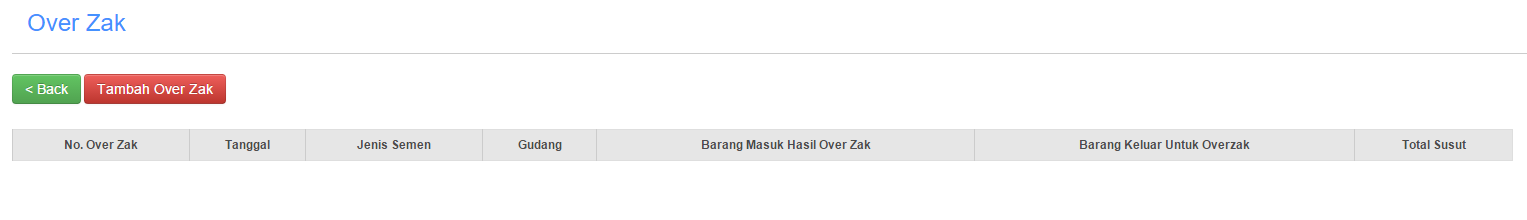 Over Zak
< Back Tambah Over Zak
No. Over Zak Tanggal Jenis Semen Gudang Barang Masuk Hasil Over Zak Barang Keluar Untuk Overzak Total Susut